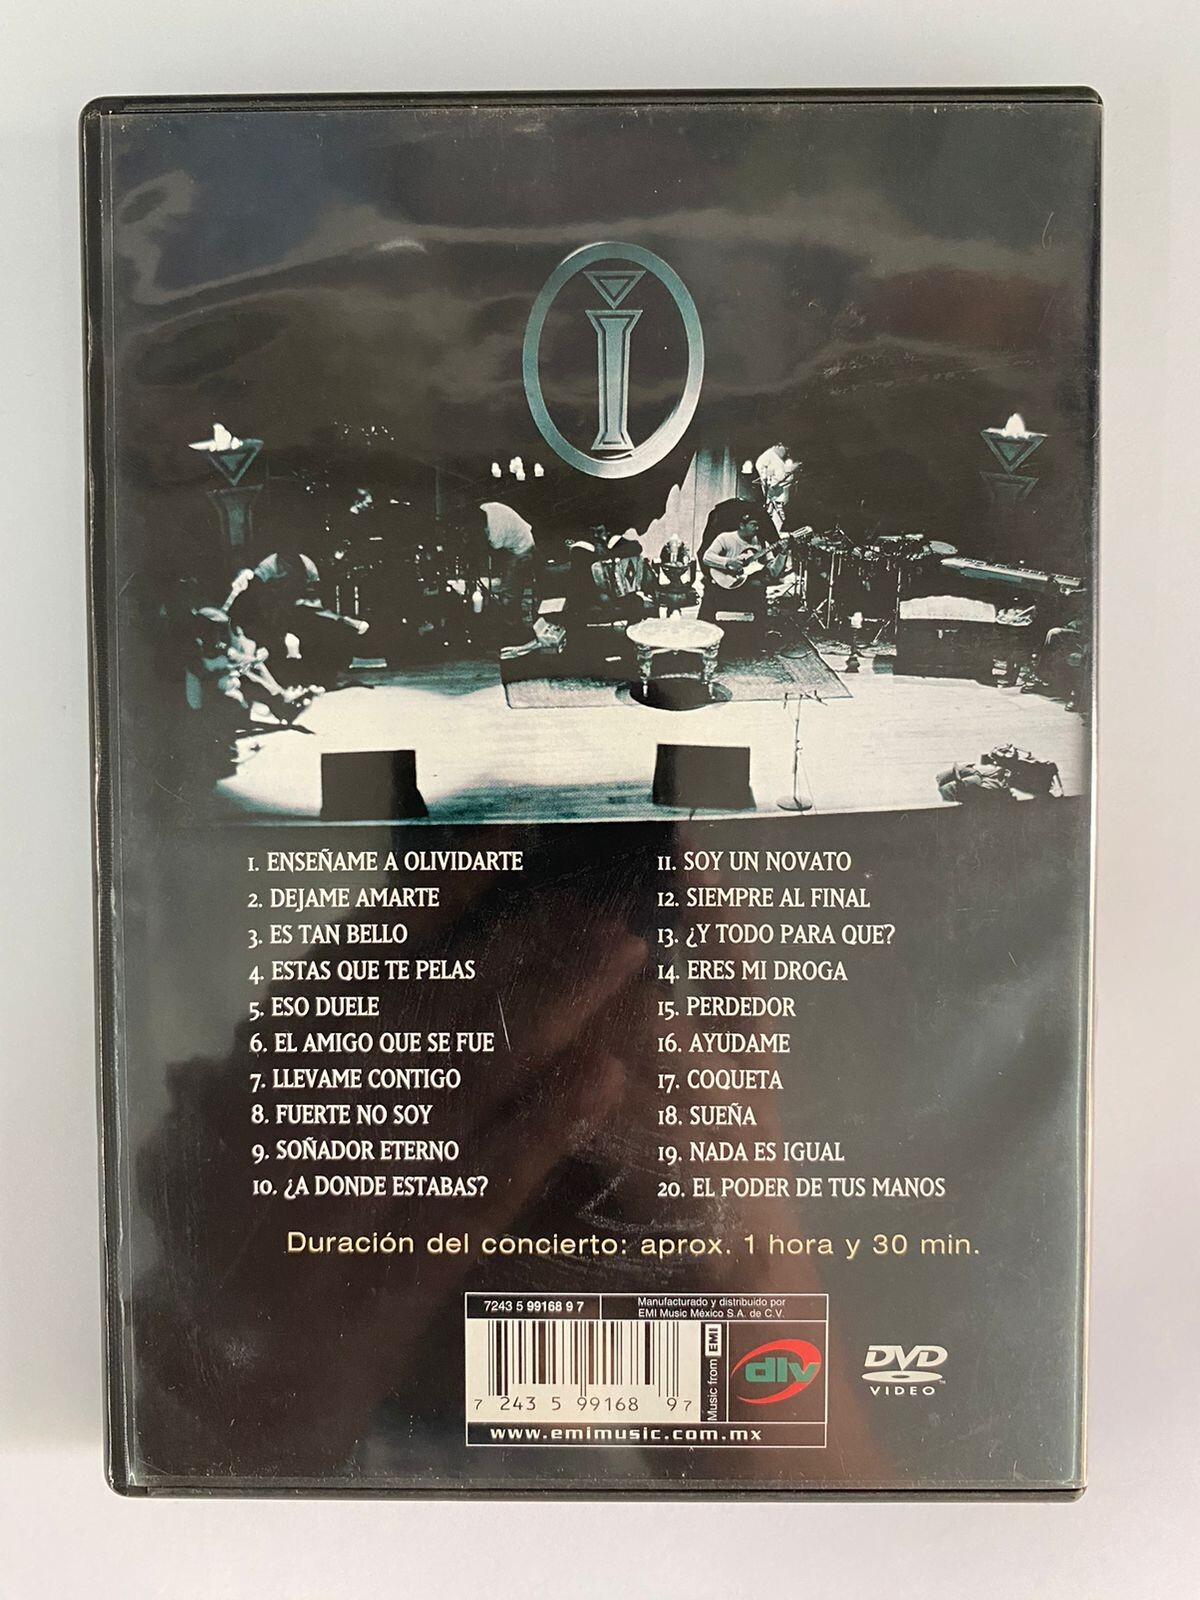 1. ENSEÑAME A OLIVIDARTE
2. DEJAME AMARTE
3. ES TAN BELLO
4. ESTAS QUE TE PELAS
5. ESO DUELE
6. EL AMIGO QUE SE FUE
7. LLEVAME CONTIGO
8. FUERTE NO SOY
9. SOÑADOR ETERNO
10. ¿A DONDE ESTABAS?
11. SOY UN NOVATO
12. SIEMPRE AL FINAL
13. ¿Y TODO PARA QUE?
14. ERES MI DROGA
15. PERDEDOR
16. AYUDAME
17. COQUETA
18. SUEÑA
19. NADA ES IGUAL
20. EL PODER DE TUS MANOS
Duración del concierto: aprox. 1 hora y 30 min.
7243 5 99168 9 7
Manufacturado y distribuido por
EMI Music México S.A. de C.V.
7 243 5 99168 9 7
Music from EMI
dlv
www.emimusic.com.mx
DVD
VIDEO